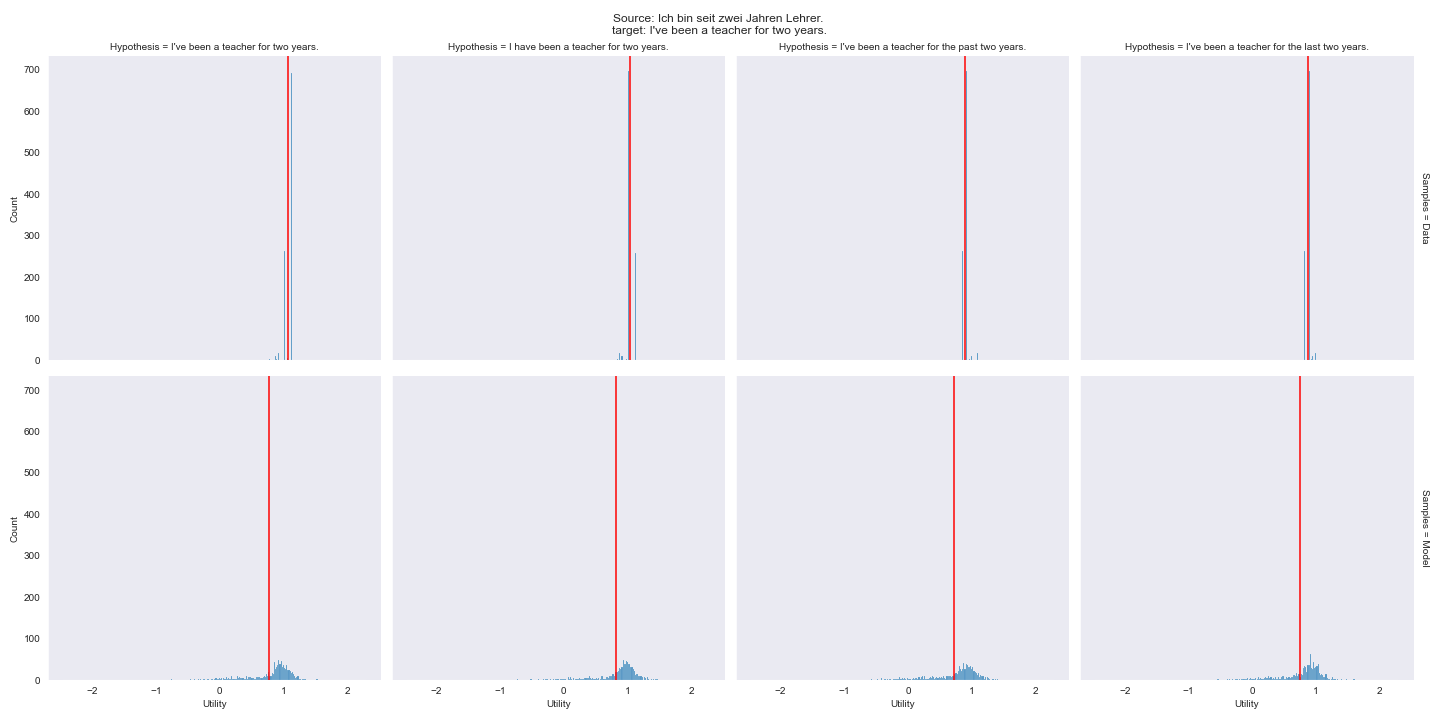 Source: Ich bin seit zwei Jahren Lehrer.
target: I've been a teacher for two years.
Hypothesis = I've been a teacher for two years.
Hypothesis = I have been a teacher for two years.
Hypothesis = I've been a teacher for the past two years.
Hypothesis = I've been a teacher for the last two years.
700
600
500
400
300
200
100
0
Count
Samples = Data
700
600
500
400
300
200
100
0
Count
Samples = Model
−2 −1 0 1 2
Utility
−2 −1 0 1 2
Utility
−2 −1 0 1 2
Utility
−2 −1 0 1 2
Utility